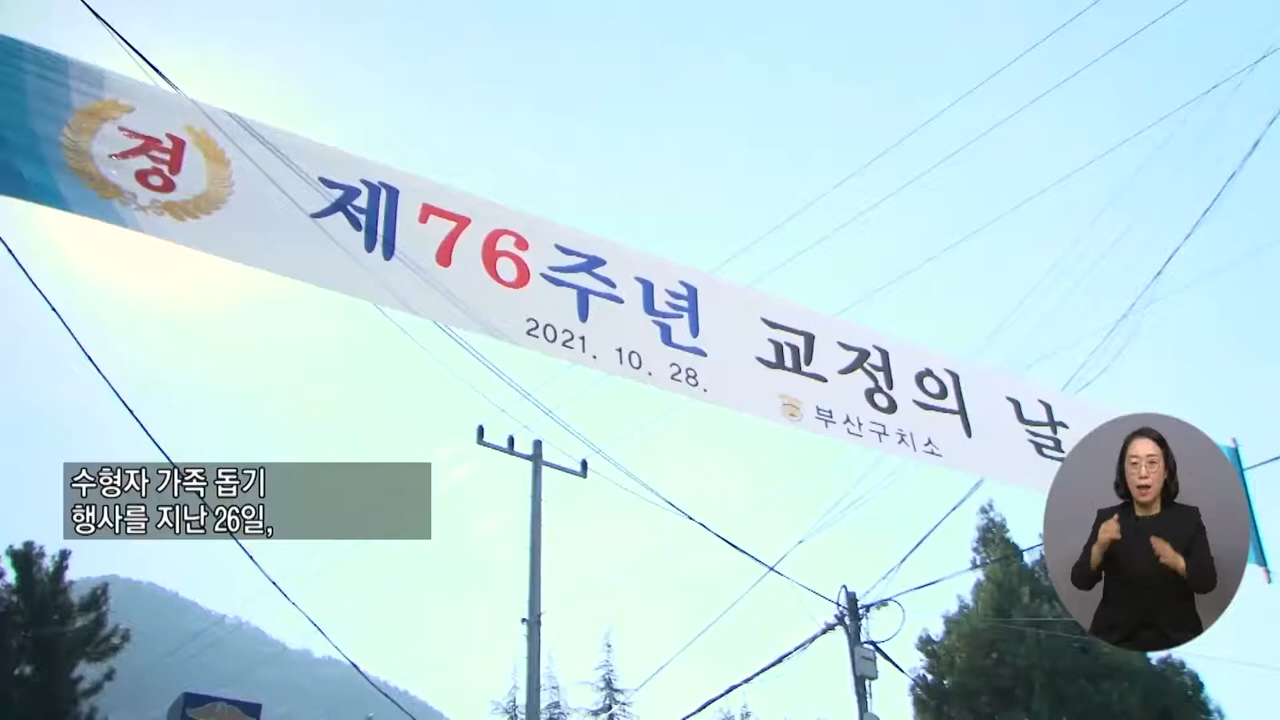 경 제76주년 교정의 날
2021. 10. 28.
부산구치소
수형자 가족 돕기
행사를 지난 26일,